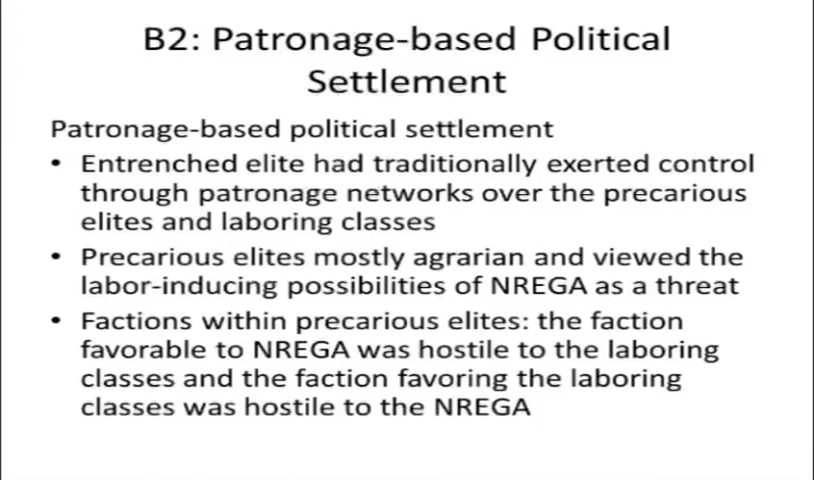 B2: Patronage-based Political
Settlement
Patronage-based political settlement
• Entrenched elite had traditionally exerted control
through patronage networks over the precarious
elites and laboring classes
• Precarious elites mostly agrarian and viewed the
labor-inducing possibilities of NREGA as a threat
• Factions within precarious elites: the faction
favorable to NREGA was hostile to the laboring
classes and the faction favoring the laboring
classes was hostile to the NREGA